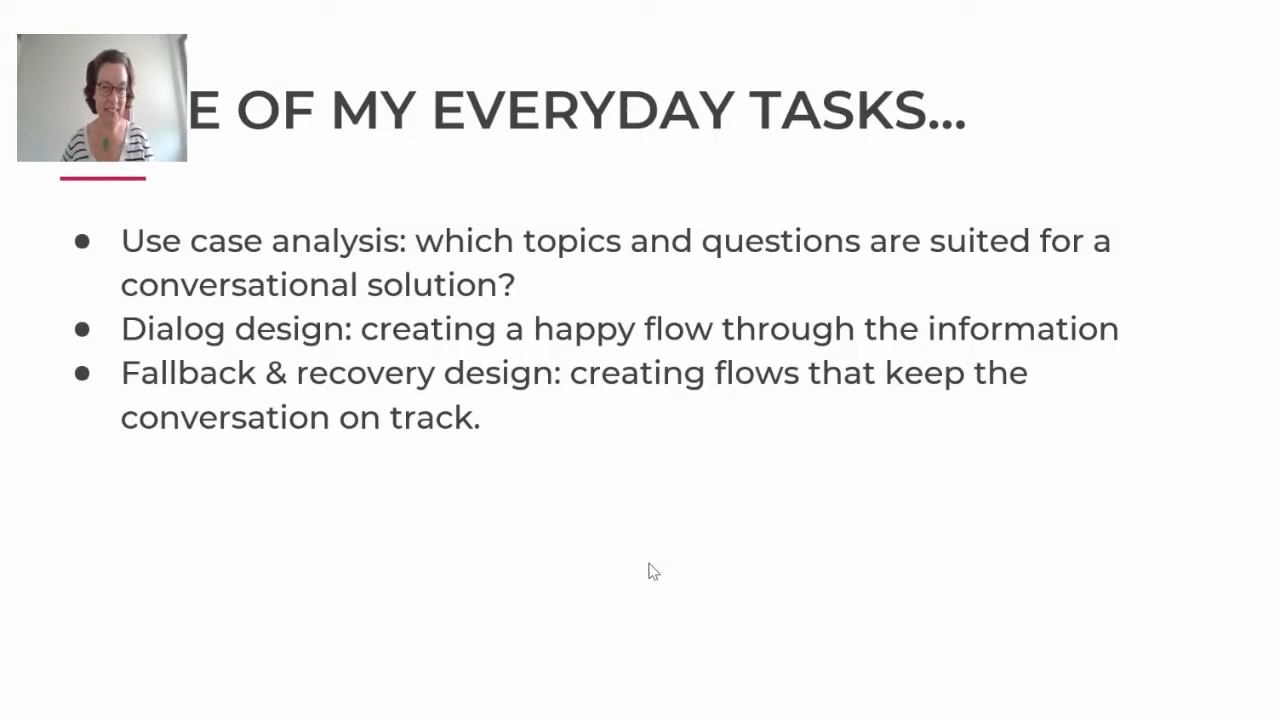 E OF MY EVERYDAY TASKS...
● Use case analysis: which topics and questions are suited for a
conversational solution?
● Dialog design: creating a happy flow through the information
● Fallback & recovery design: creating flows that keep the
conversation on track.